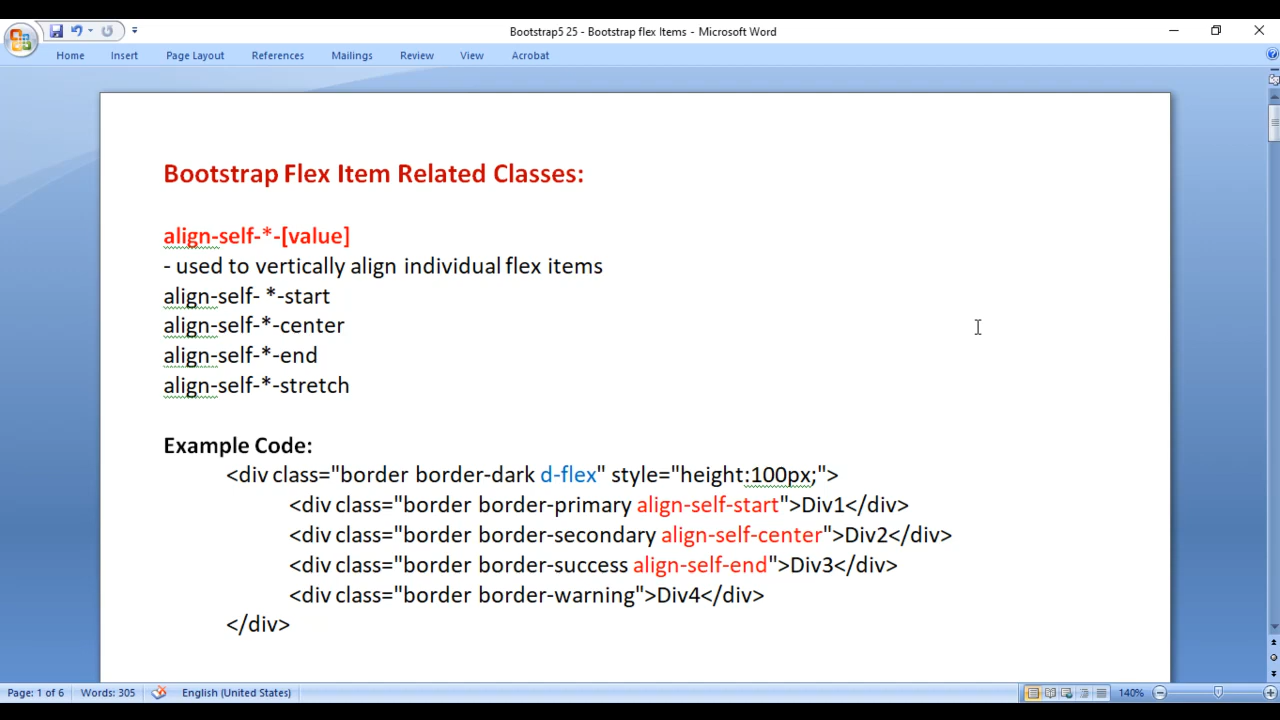 Bootstrap5 25 - Bootstrap flex Items - Microsoft Word
Home Insert Page Layout References Mailings Review View Acrobat
Bootstrap Flex Item Related Classes:
align-self-*-[value]
- used to vertically align individual flex items
align-self- *-start
align-self-*-center
align-self-*-end
align-self-*-stretch
Example Code:
<div class="border border-dark d-flex" style="height:100px;">
<div class="border border-primary align-self-start">Div1</div>
<div class="border border-secondary align-self-center">Div2</div>
<div class="border border-success align-self-end">Div3</div>
<div class="border border-warning">Div4</div>
</div>
Page: 1 of 6 Words: 305 English (United States) 140%